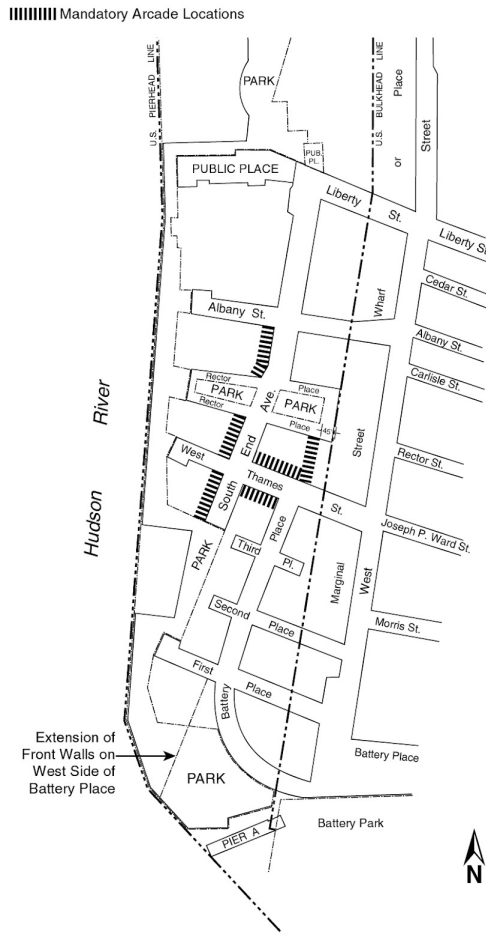 Mandatory Arcade Locations
U.S. PIERHEAD LINE
PARK
U.S. BULKHEAD LINE
Place
or
Street
PUB.
PL.
PUBLIC PLACE
Liberty St.
Liberty St.
Cedar St.
Wharf
Albany St.
Albany St.
Carlisle St.
Rector Place
PARK
PARK
Rector Place
45'
Ave
End
South
Street
Rector St.
West Thames St.
Joseph P. Ward St.
Hudson River
PARK
Place
Third Pl.
Marginal
West
Second Place
Morris St.
First Place
Battery
Battery Place
Extension of
Front Walls on
West Side of
Battery Place
PARK
PIER A
Battery Park
N